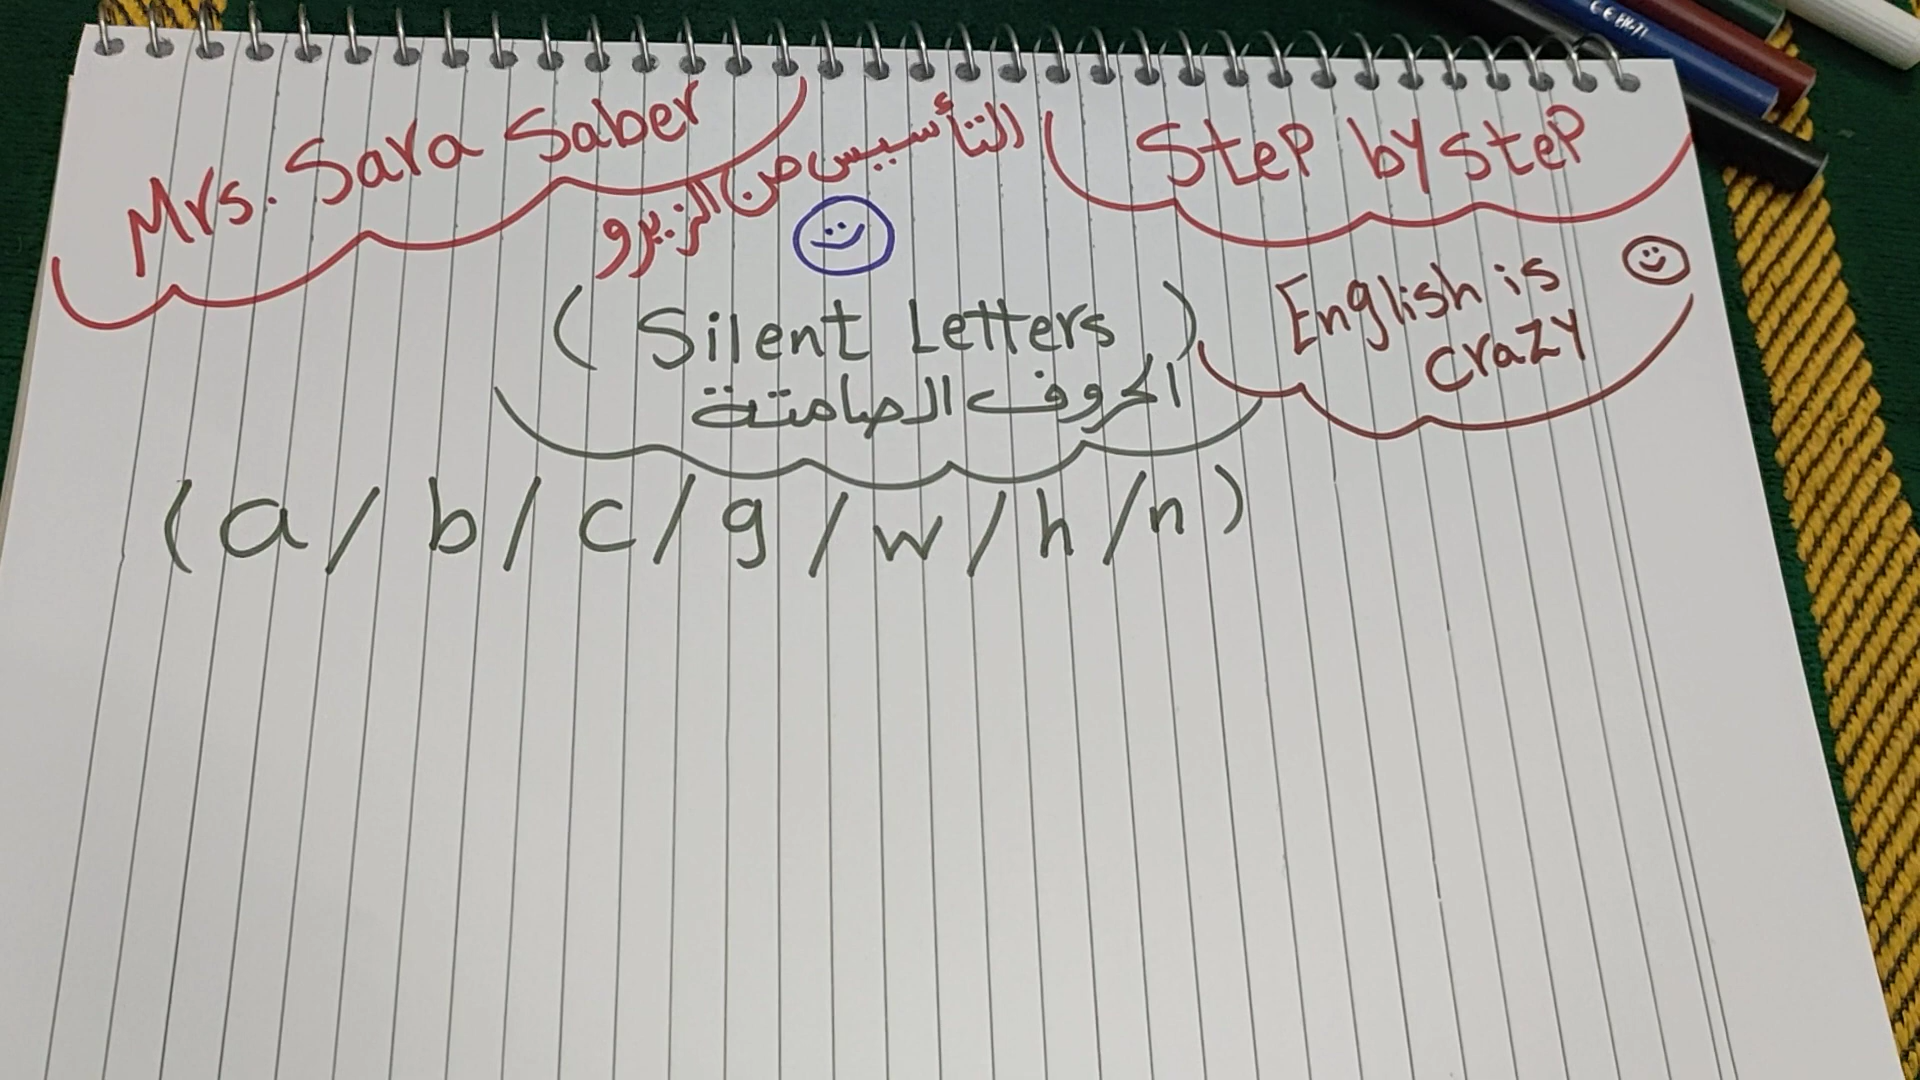 Mrs. Sara Saber
التأسيس من الزيرو
Step by step
English is
crazy
( Silent Letters )
الحروف الصامتة
( a / b / c / g / w / h / n )